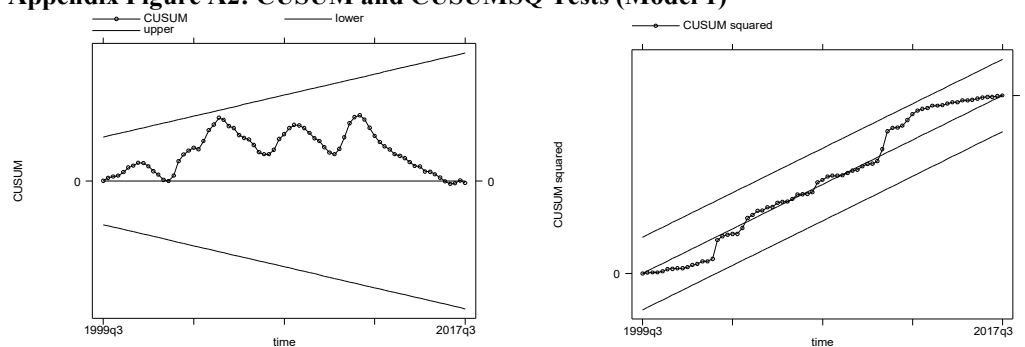 Appendix Figure A2: CUSUM and CUSUMSQ Tests (Model 1)
CUSUM
lower
upper
CUSUM
0
0
1999q3
2017q3
time
CUSUM squared
CUSUM squared
0
1999q3
2017q3
time